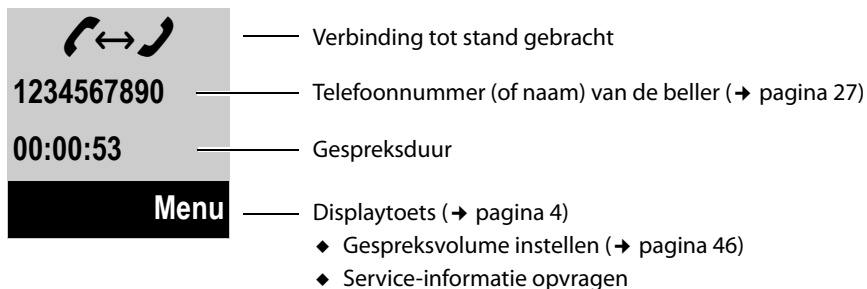 Verbinding tot stand gebracht
1234567890
Telefoonnummer (of naam) van de beller (➔ pagina 27)
00:00:53
Gespreksduur
Menu
Displaytoets (➔ pagina 4)
◆ Gespreksvolume instellen (➔ pagina 46)
◆ Service-informatie opvragen